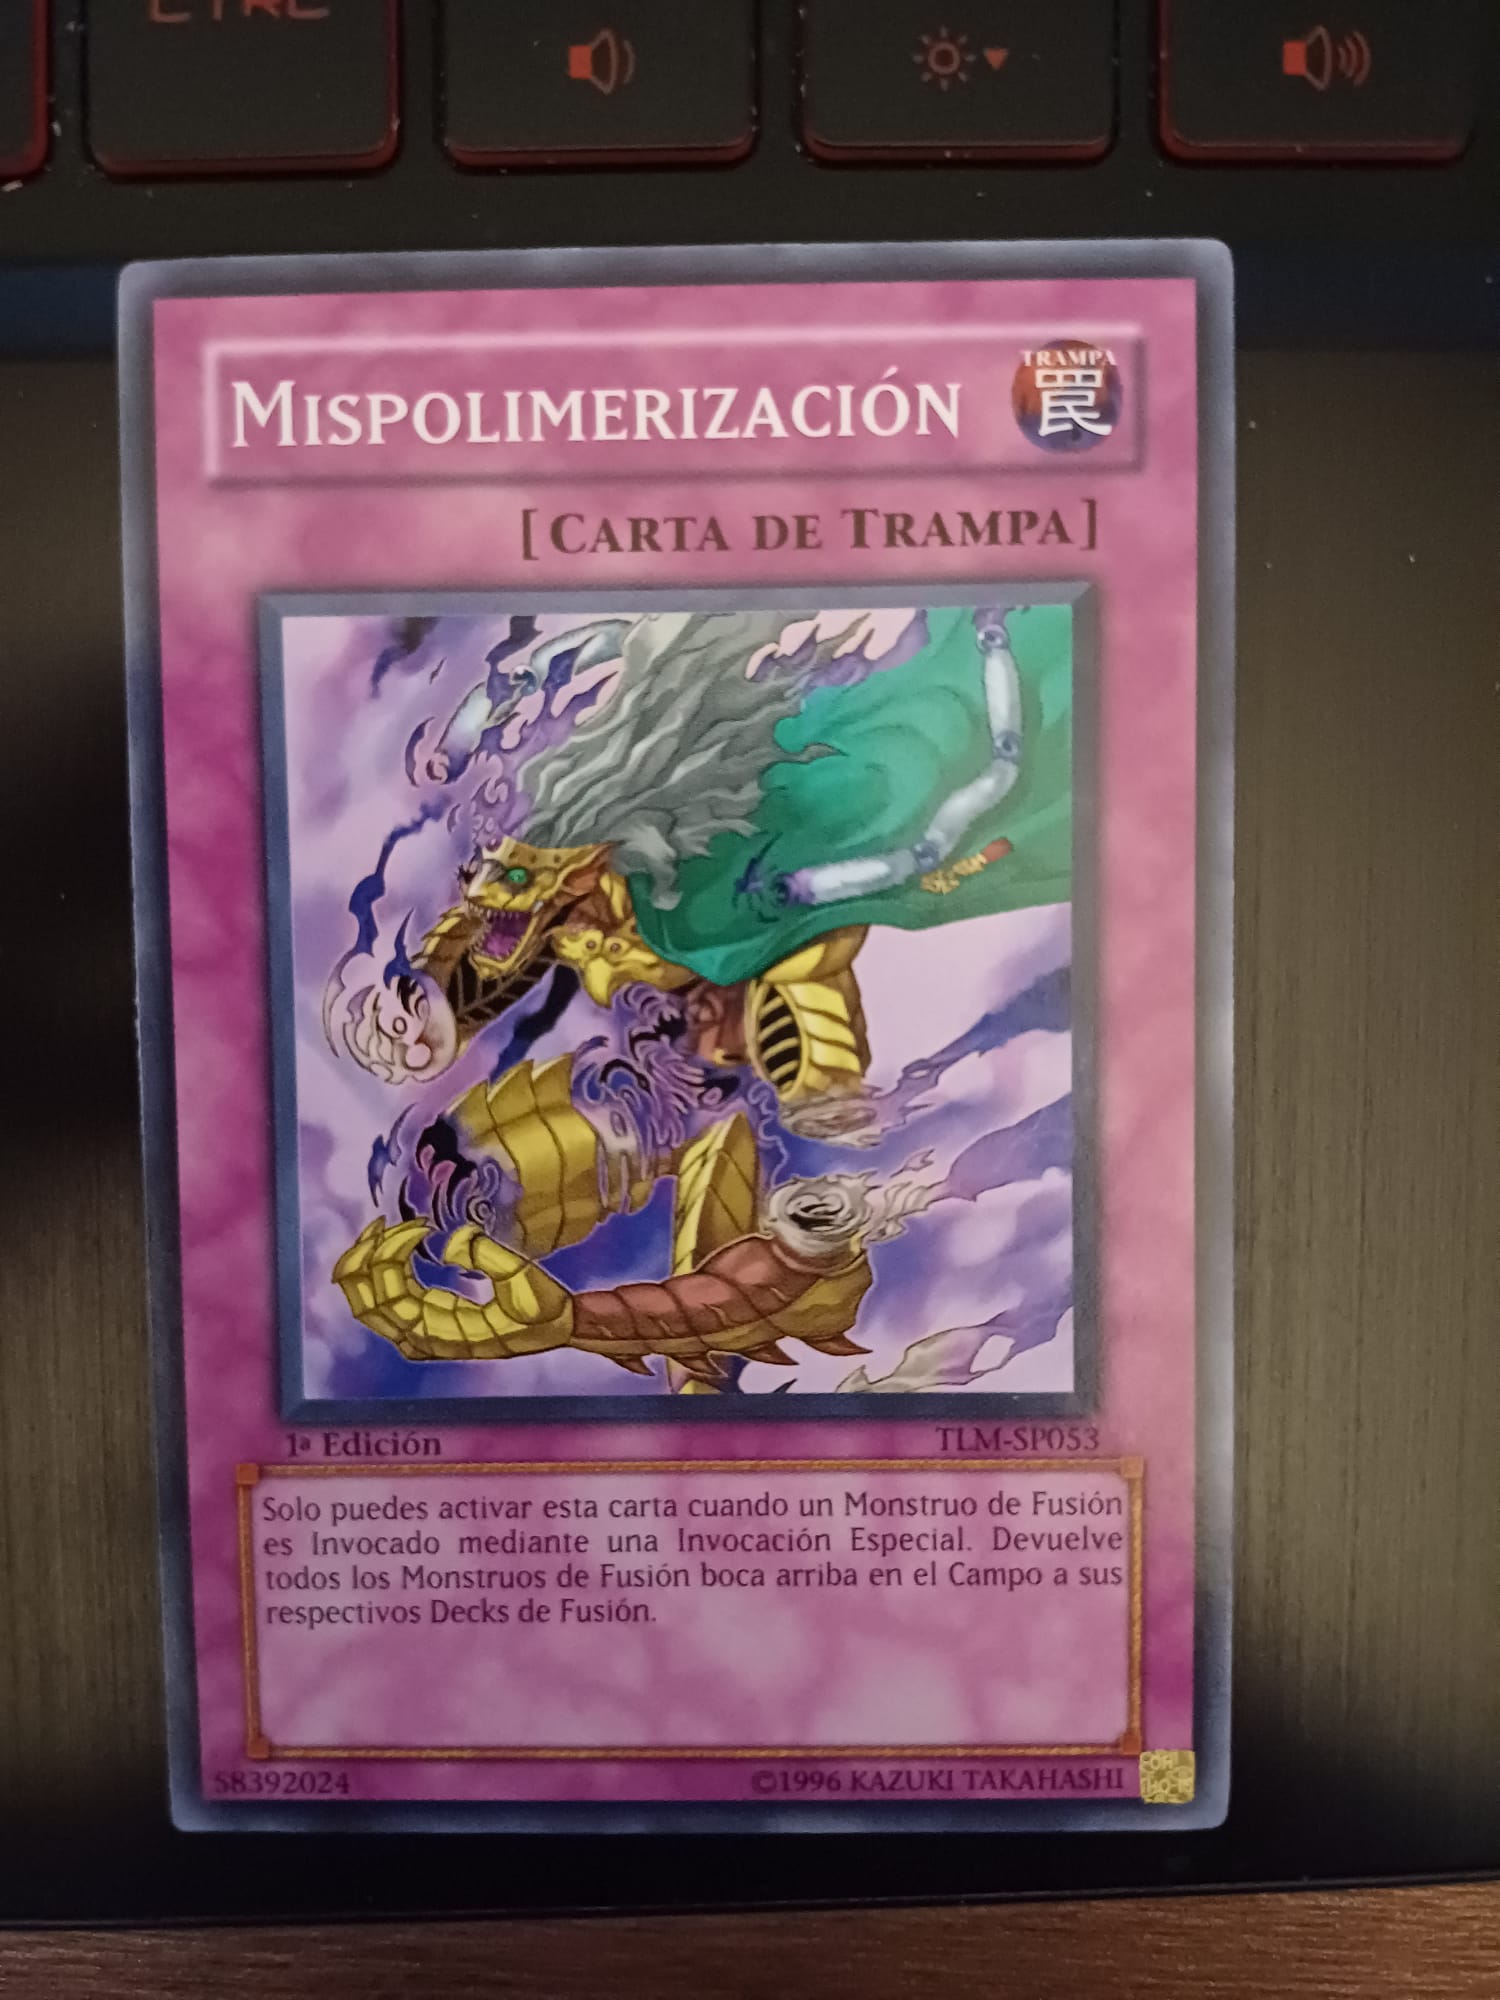 CTRL
MISPOLIMERIZACIÓN
TRAMPA
罠
[CARTA DE TRAMPA]
1ª Edición
TLM-SP053
Solo puedes activar esta carta cuando un Monstruo de Fusión
es Invocado mediante una Invocación Especial. Devuelve
todos los Monstruos de Fusión boca arriba en el Campo a sus
respectivos Decks de Fusión.
58392024
©1996 KAZUKI TAKAHASHI